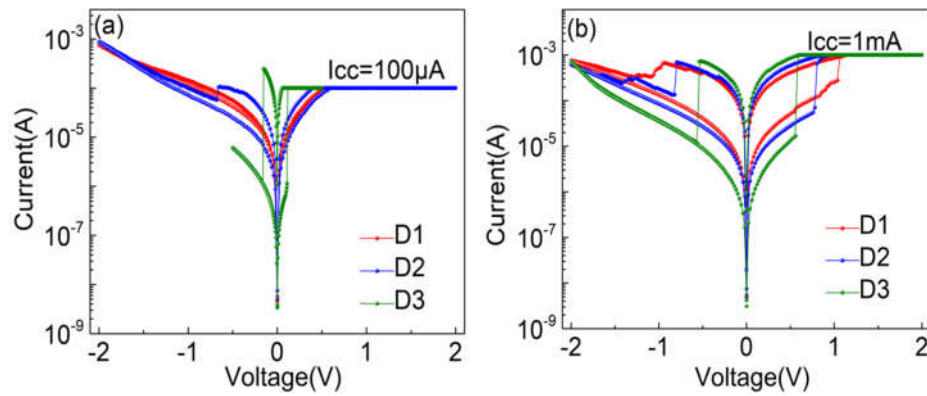 (a)
Icc=100μA
Current(A)
10⁻³
10⁻⁵
10⁻⁷
10⁻⁹
D1
D2
D3
-2 -1 0 1 2
Voltage(V)
(b)
Icc=1mA
Current(A)
10⁻¹
10⁻³
10⁻⁵
10⁻⁷
10⁻⁹
D1
D2
D3
-2 -1 0 1 2
Voltage(V)